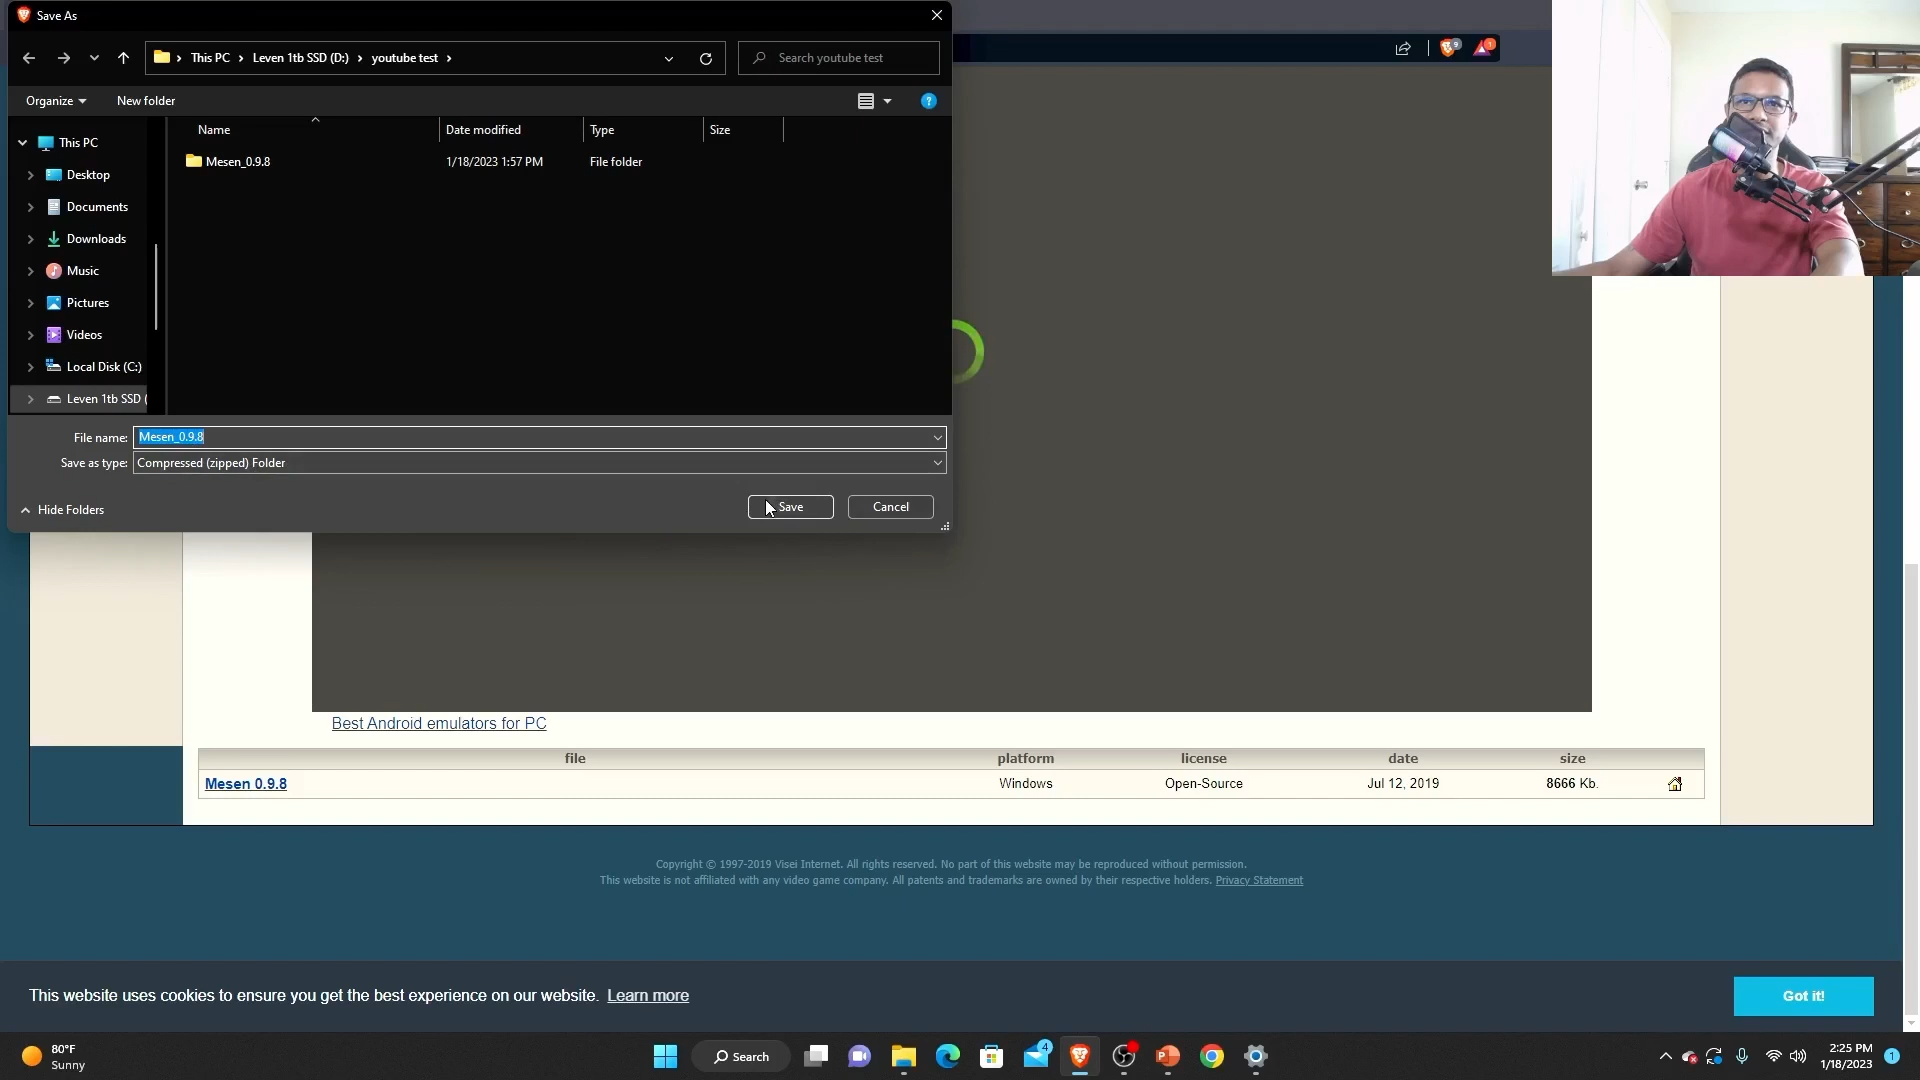 Save As
This PC
Leven 1tb SSD (D:)
youtube test
Search youtube test
Organize
New folder
?
Name
Date modified
Type
Size
Mesen_0.9.8
1/18/2023 1:57 PM
File folder
This PC
Desktop
Documents
Downloads
Music
Pictures
Videos
Local Disk (C:)
Leven 1tb SSD (
File name:
Mesen_0.9.8
Save as type:
Compressed (zipped) Folder
Hide Folders
Save
Cancel
Best Android emulators for PC
file
platform
license
date
size
Mesen 0.9.8
Windows
Open-Source
Jul 12, 2019
8666 Kb.
Copyright © 1997-2019 Visei Internet. All rights reserved. No part of this website may be reproduced without permission.
This website is not affiliated with any video game company. All patents and trademarks are owned by their respective holders. Privacy Statement
This website uses cookies to ensure you get the best experience on our website. Learn more
Got it!
80°F
Sunny
Search
4
2:25 PM
1/18/2023
1